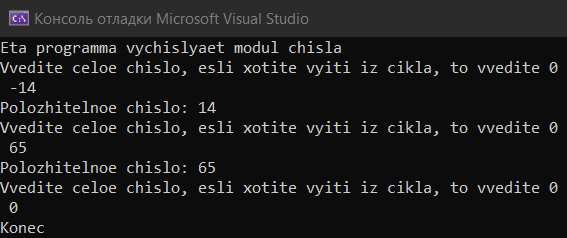 C:\ Консоль отладки Microsoft Visual Studio
Eta programma vychislyaet modul chisla
Vvedite celoe chislo, esli xotite vyiti iz cikla, to vvedite 0
-14
Polozhitelnoe chislo: 14
Vvedite celoe chislo, esli xotite vyiti iz cikla, to vvedite 0
65
Polozhitelnoe chislo: 65
Vvedite celoe chislo, esli xotite vyiti iz cikla, to vvedite 0
0
Konec